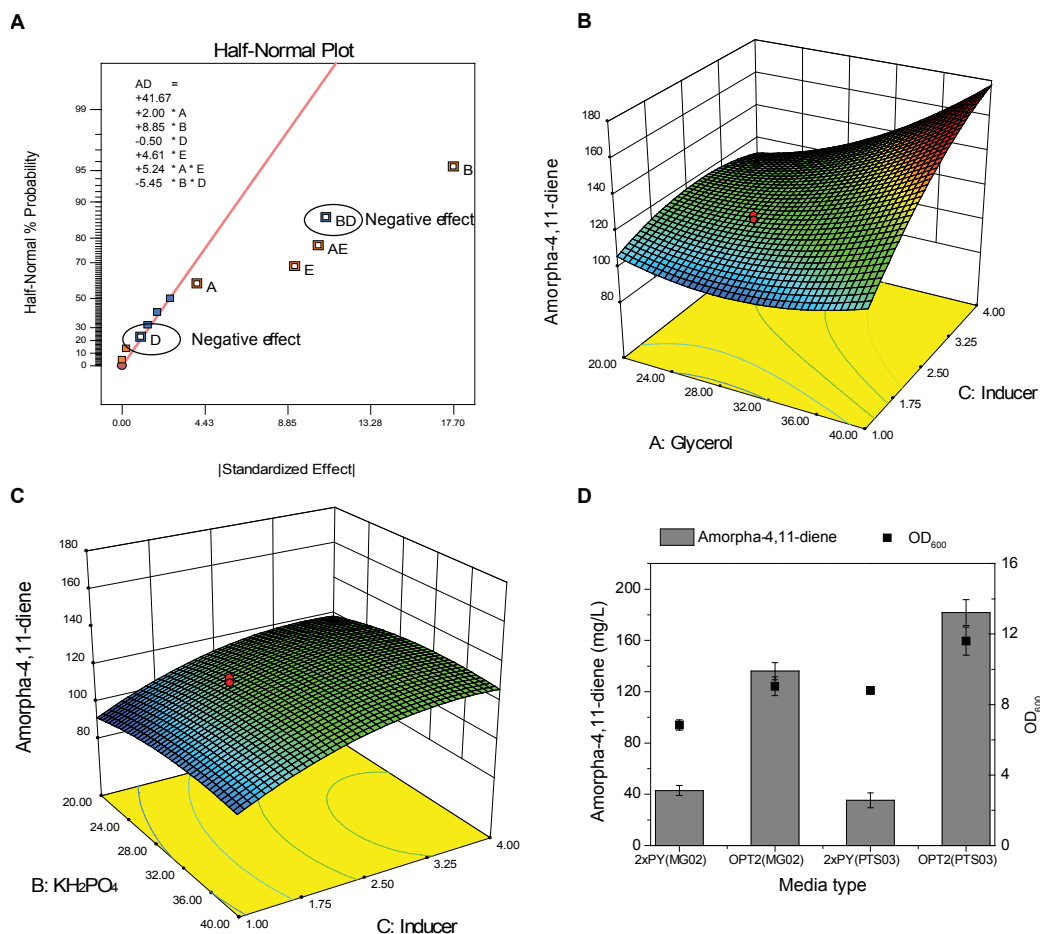 A
Half-Normal Plot
AD =
+41.67
+2.00 * A
+8.85 * B
-0.50 * D
+4.61 * E
+5.24 * A * E
-5.45 * B * D
Half-Normal % Probability
99
95
90
80
70
50
30
20
10
0
B
BD Negative effect
AE
E
A
D Negative effect
0.00 4.43 8.85 13.28 17.70
|Standardized Effect|
B
Amorpha-4,11-diene
180
160
140
120
100
80
20.00 24.00 28.00 32.00 36.00 40.00
A: Glycerol
1.00 1.75 2.50 3.25 4.00
C: Inducer
C
Amorpha-4,11-diene
180
160
140
120
100
80
20.00 24.00 28.00 32.00 36.00 40.00
B: KH₂PO₄
1.00 1.75 2.50 3.25 4.00
C: Inducer
D
Amorpha-4,11-diene OD₆₀₀
Amorpha-4,11-diene (mg/L)
200
160
120
80
40
0
16
12
8
4
0
OD₆₀₀
2xPY(MG02) OPT2(MG02) 2xPY(PTS03) OPT2(PTS03)
Media type